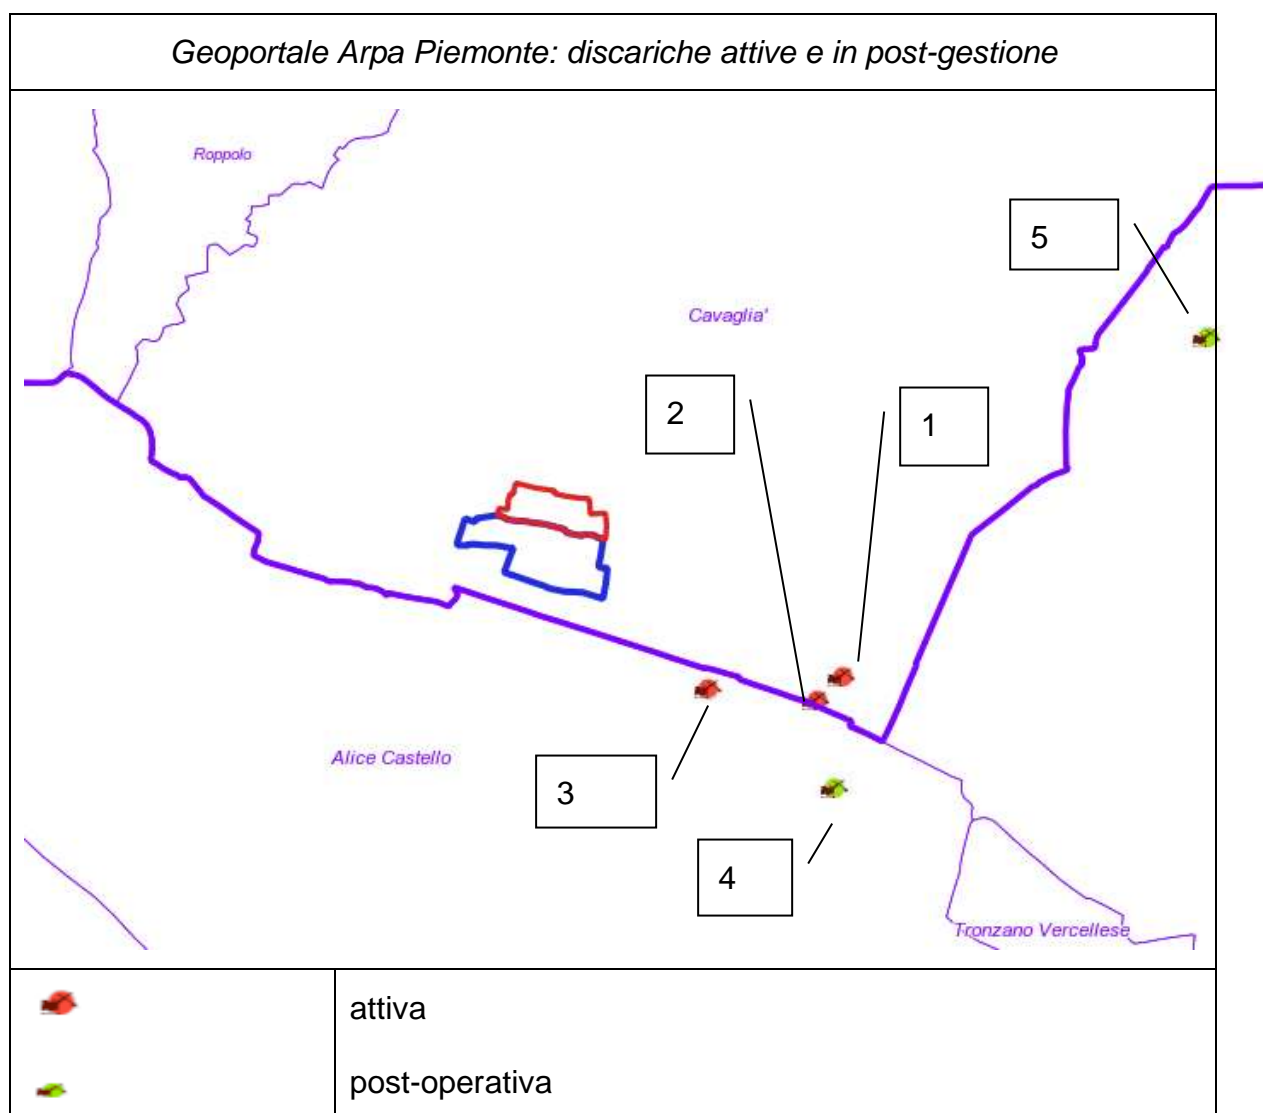 Geoportale Arpa Piemonte: discariche attive e in post-gestione
Roppolo
5
Cavaglia'
2
1
Alice Castello
3
4
Tronzano Vercellese
attiva
post-operativa